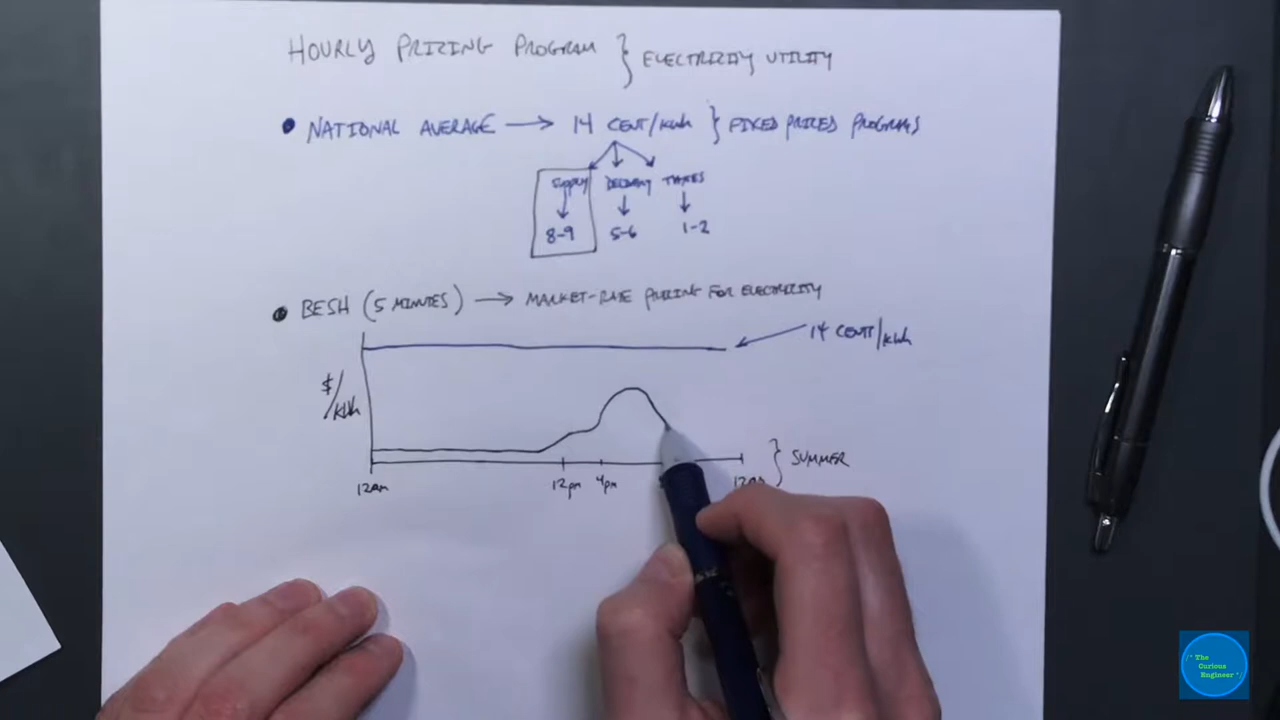 HOURLY PRICING PROGRAM } ELECTRICITY UTILITY
• NATIONAL AVERAGE → 14 CENT/kWh } FIXED PRICED PROGRAMS
SUPPLY DELIVERY TAXES
8-9 5-6 1-2
• BESH (5 MINUTES) → MARKET-RATE PRICING FOR ELECTRICITY
14 CENT/kWh
$/kWh
} SUMMER
12am 12pm 4pm
/* The
Curious
Engineer */